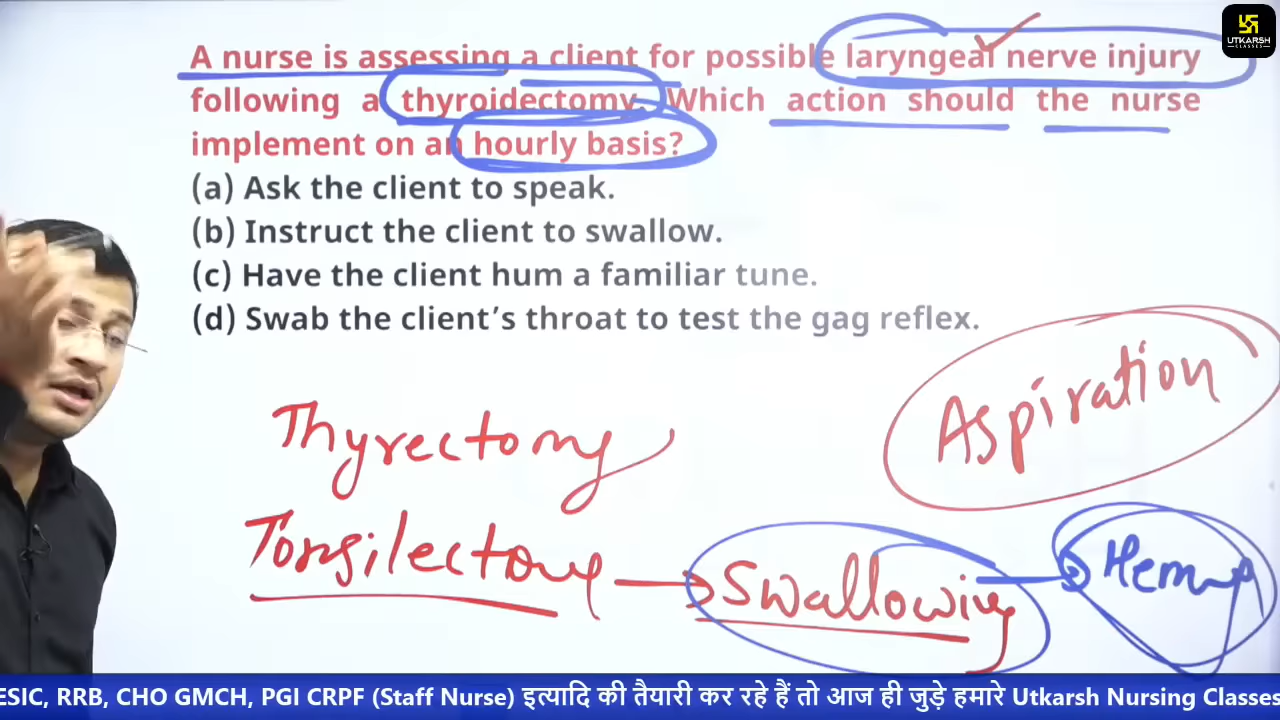 UTKARSH
CLASSES
A nurse is assessing a client for possible laryngeal nerve injury
following a thyroidectomy. Which action should the nurse
implement on an hourly basis?
(a) Ask the client to speak.
(b) Instruct the client to swallow.
(c) Have the client hum a familiar tune.
(d) Swab the client’s throat to test the gag reflex.
Aspiration
Thyrectomy
Tonsilectomy
Swallowing
ESIC, RRB, CHO GMCH, PGI CRPF (Staff Nurse) इत्यादि की तैयारी कर रहे हैं तो आज ही जुड़े हमारे Utkarsh Nursing Classes